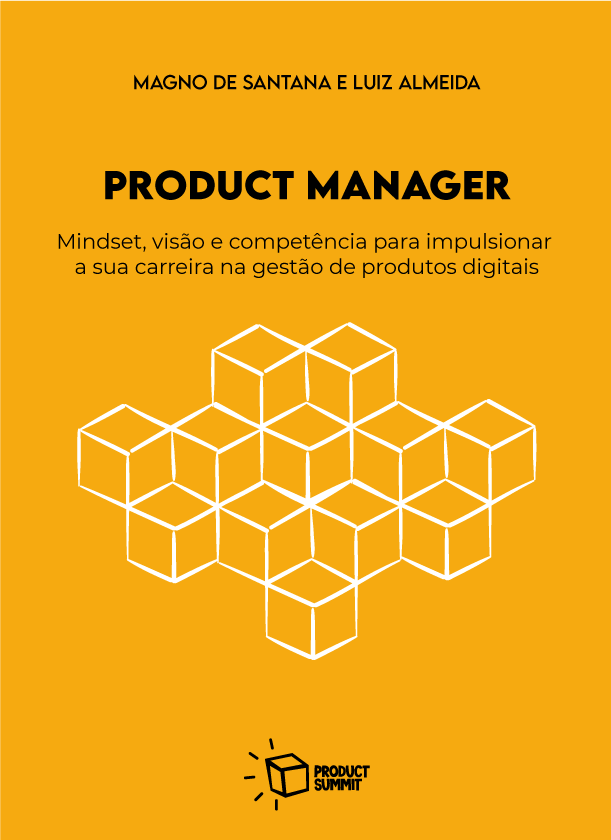 MAGNO DE SANTANA E LUIZ ALMEIDA
PRODUCT MANAGER
Mindset, visão e competência para impulsionar
a sua carreira na gestão de produtos digitais
PRODUCT
SUMMIT